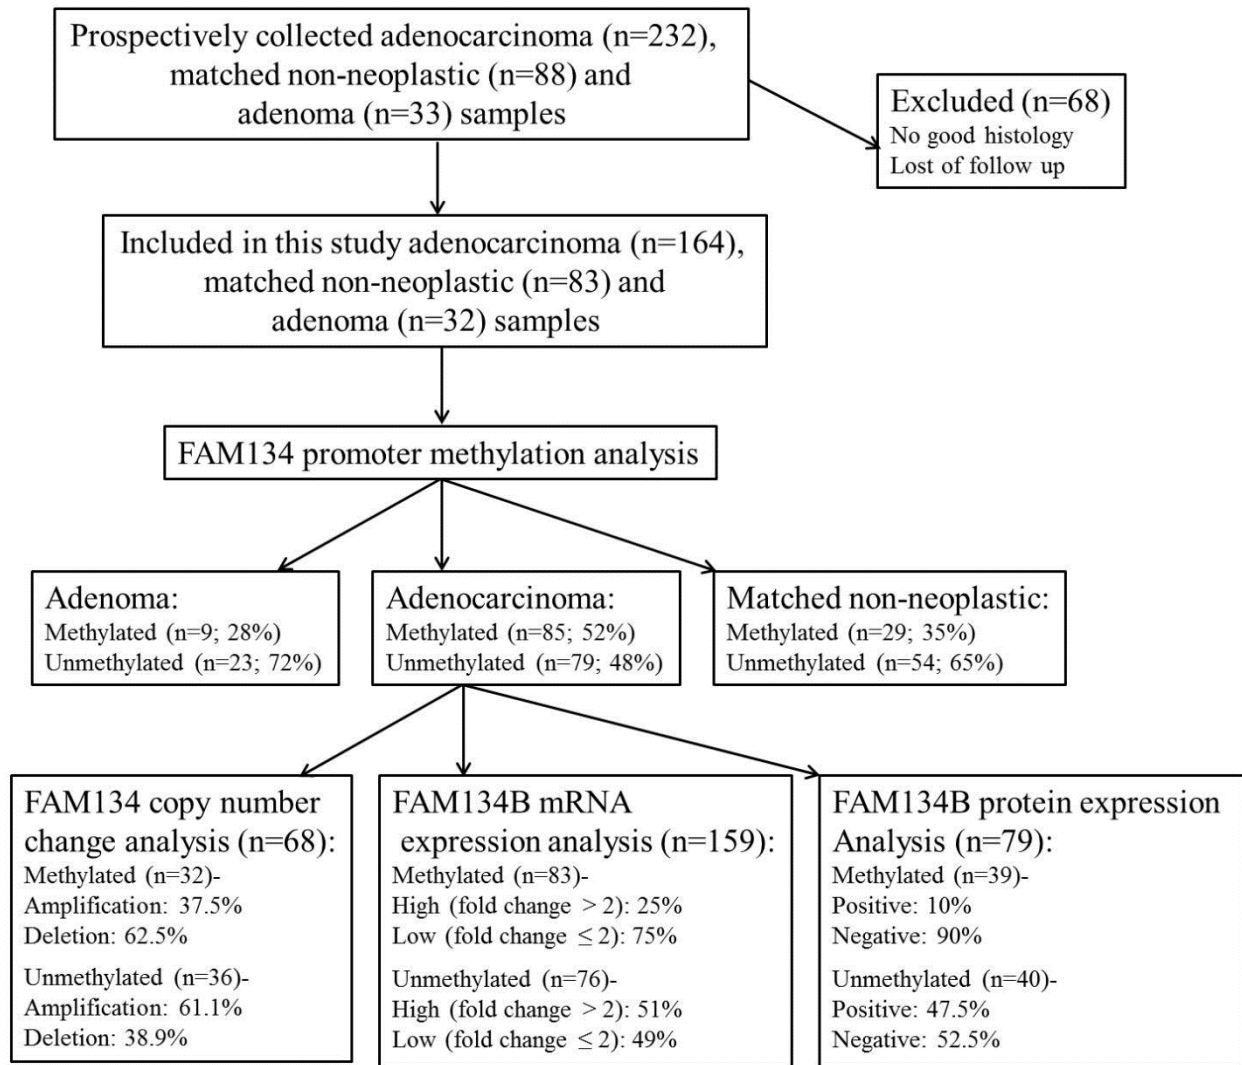 Prospectively collected adenocarcinoma (n=232),
matched non-neoplastic (n=88) and
adenoma (n=33) samples
Excluded (n=68)
No good histology
Lost of follow up
Included in this study adenocarcinoma (n=164),
matched non-neoplastic (n=83) and
adenoma (n=32) samples
FAM134 promoter methylation analysis
Adenoma:
Methylated (n=9; 28%)
Unmethylated (n=23; 72%)
Adenocarcinoma:
Methylated (n=85; 52%)
Unmethylated (n=79; 48%)
Matched non-neoplastic:
Methylated (n=29; 35%)
Unmethylated (n=54; 65%)
FAM134 copy number
change analysis (n=68):
Methylated (n=32)-
Amplification: 37.5%
Deletion: 62.5%
Unmethylated (n=36)-
Amplification: 61.1%
Deletion: 38.9%
FAM134B mRNA
expression analysis (n=159):
Methylated (n=83)-
High (fold change > 2): 25%
Low (fold change ≤ 2): 75%
Unmethylated (n=76)-
High (fold change > 2): 51%
Low (fold change ≤ 2): 49%
FAM134B protein expression
Analysis (n=79):
Methylated (n=39)-
Positive: 10%
Negative: 90%
Unmethylated (n=40)-
Positive: 47.5%
Negative: 52.5%